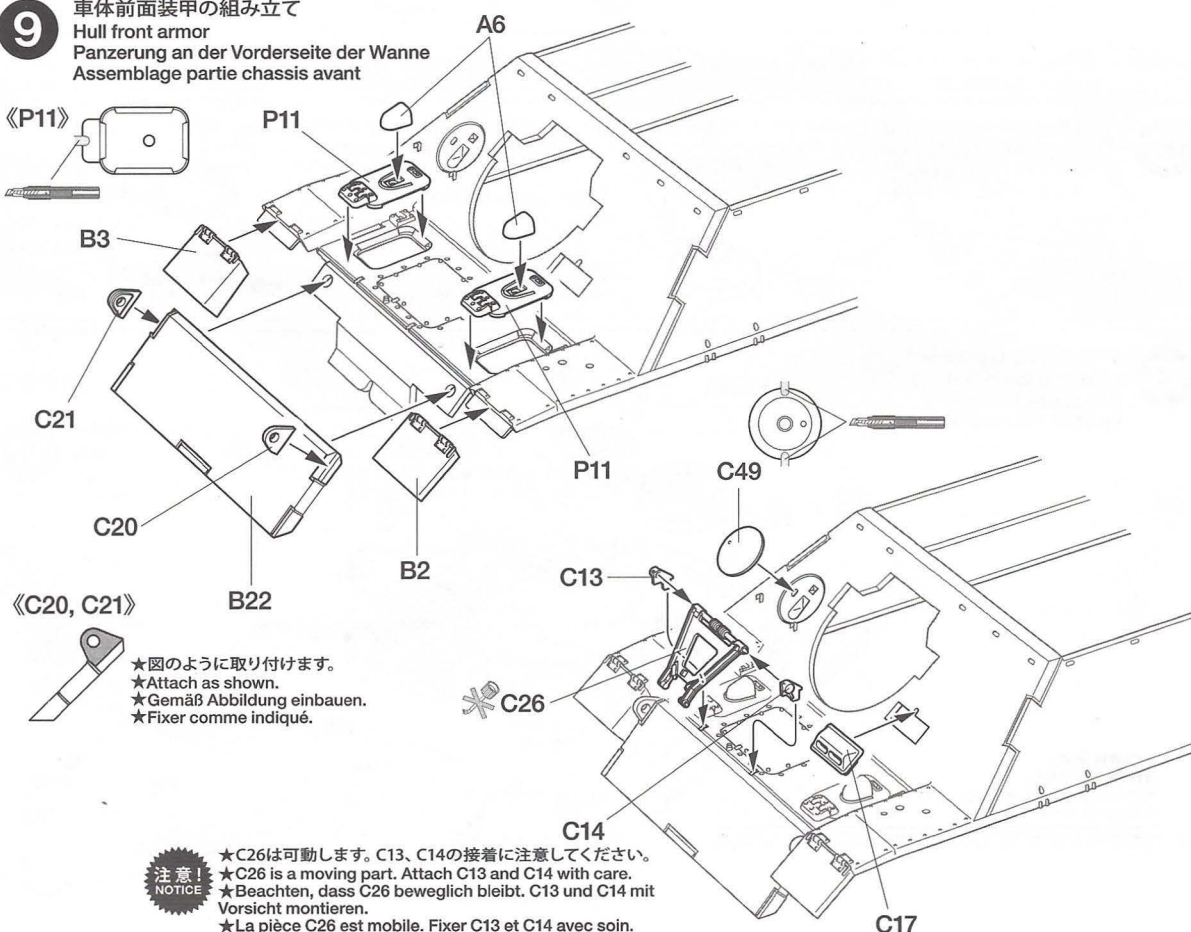 9
車体前面装甲の組み立て
Hull front armor
Panzerung an der Vorderseite der Wanne
Assemblage partie chassis avant
《P11》
P11
A6
B3
C21
C20
B22
B2
P11
《C20, C21》
★図のように取り付けます。
★Attach as shown.
★Gemäß Abbildung einbauen.
★Fixer comme indiqué.
C49
C13
C26
C14
C17
注意!
NOTICE
★C26は可動します。C13、C14の接着に注意してください。
★C26 is a moving part. Attach C13 and C14 with care.
★Beachten, dass C26 beweglich bleibt. C13 und C14 mit
Vorsicht montieren.
★La pièce C26 est mobile. Fixer C13 et C14 avec soin.